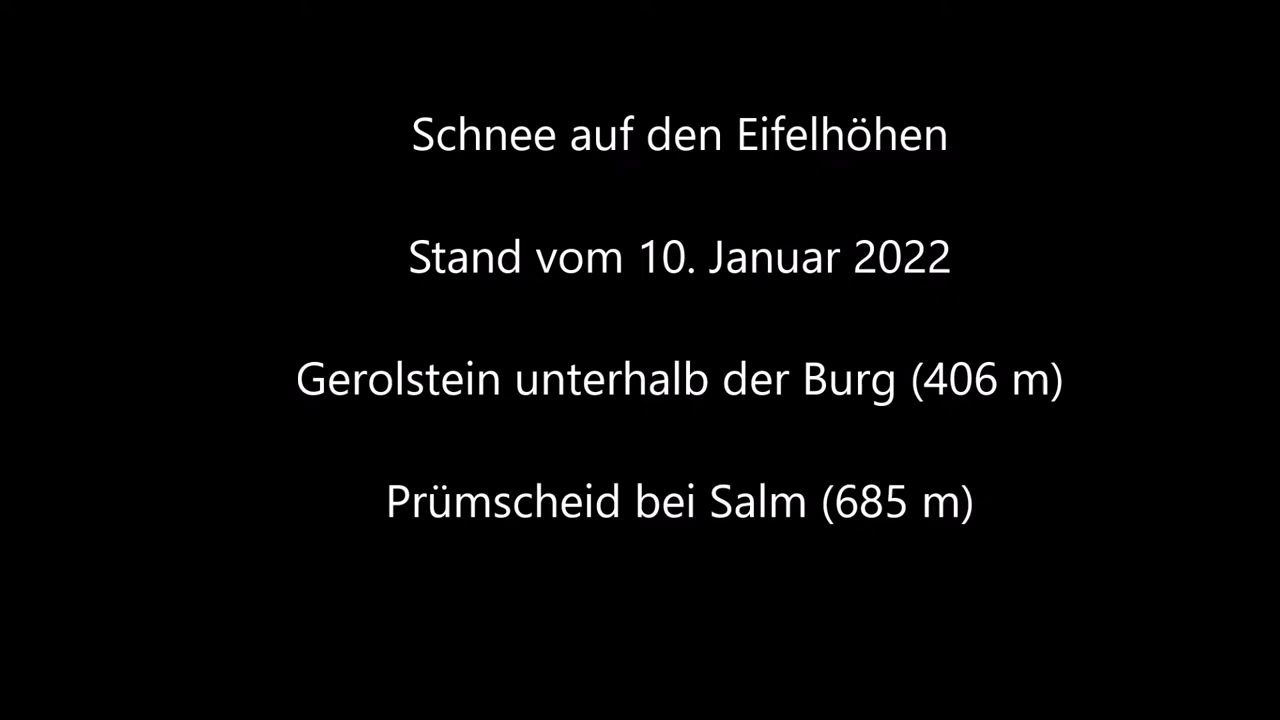 Schnee auf den Eifelhöhen
Stand vom 10. Januar 2022
Gerolstein unterhalb der Burg (406 m)
Prümscheid bei Salm (685 m)